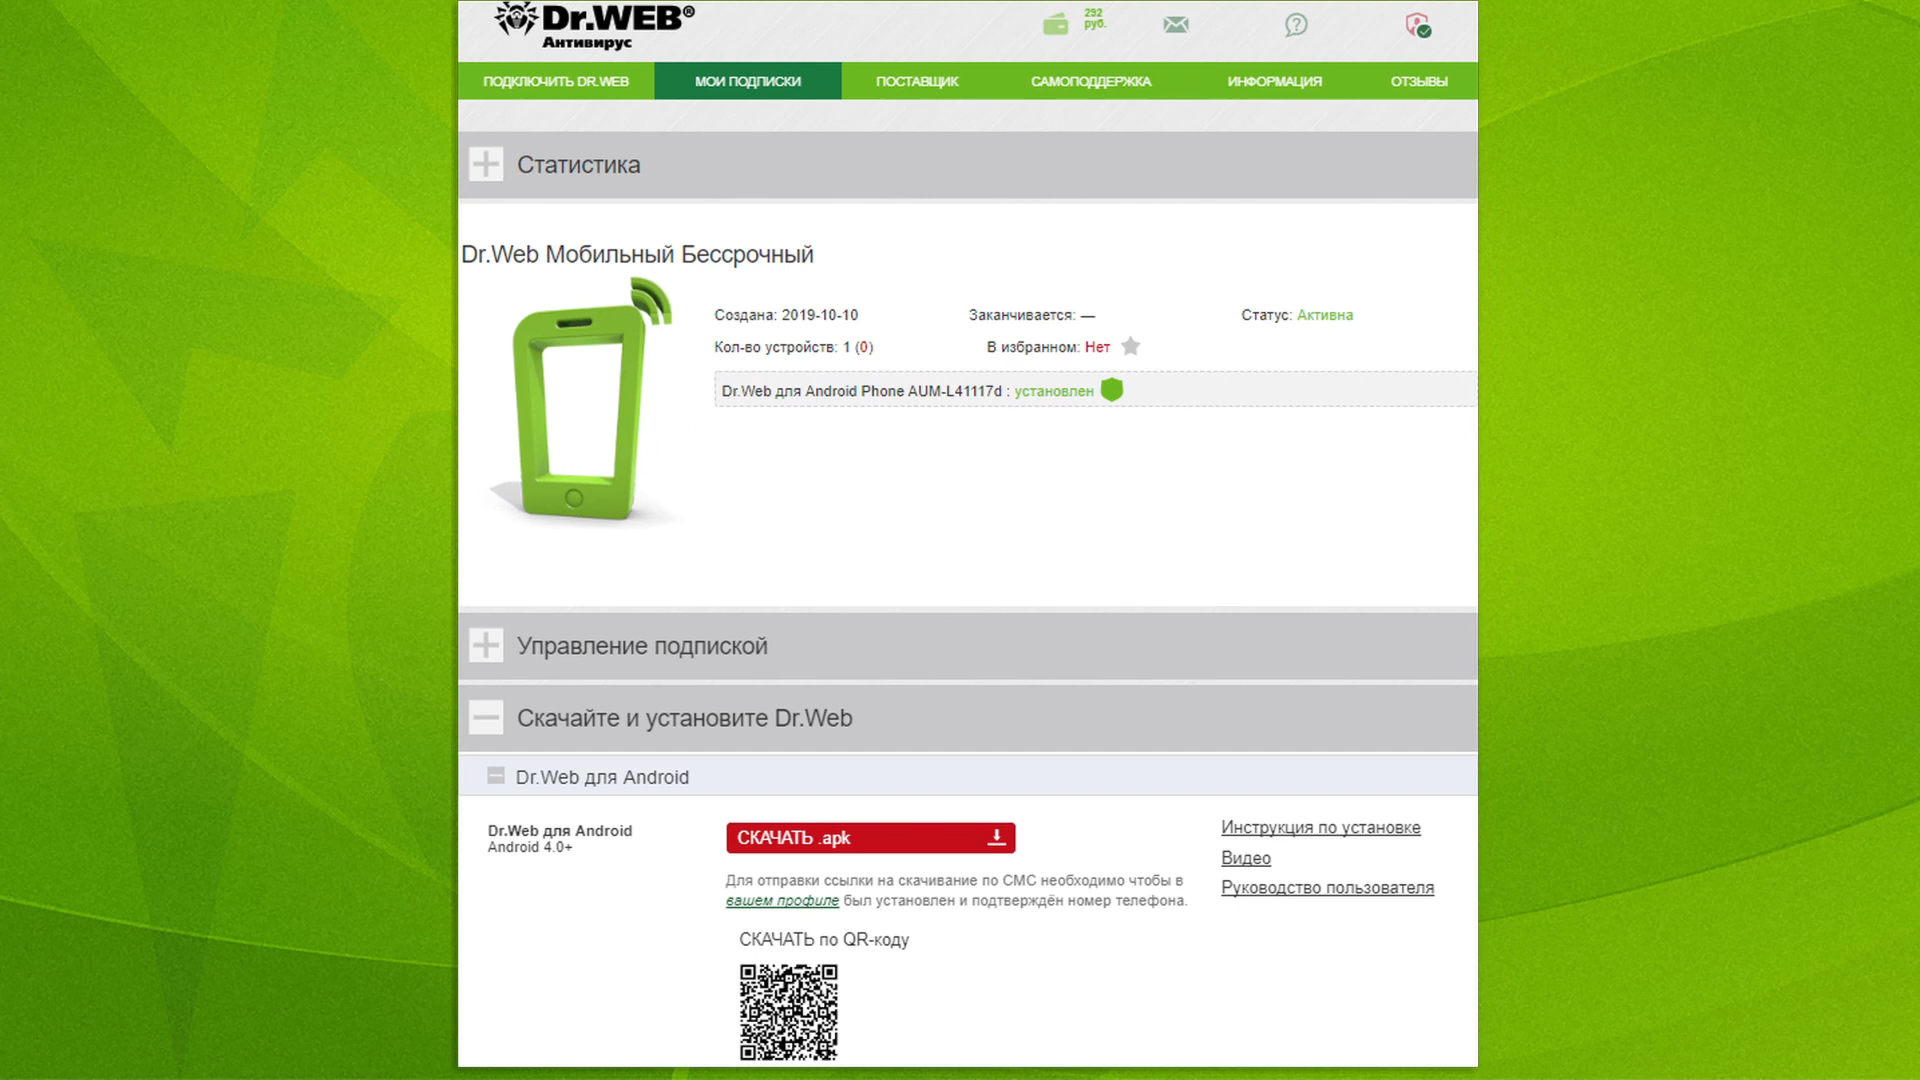 Dr.WEB®
Антивирус
292
руб.
ПОДКЛЮЧИТЬ DR.WEB
МОИ ПОДПИСКИ
ПОСТАВЩИК
САМОПОДДЕРЖКА
ИНФОРМАЦИЯ
ОТЗЫВЫ
Статистика
Dr.Web Мобильный Бессрочный
Создана: 2019-10-10
Заканчивается: —
Статус: Активна
Кол-во устройств: 1 (0)
В избранном: Нет
Dr.Web для Android Phone AUM-L41117d : установлен
Управление подпиской
Скачайте и установите Dr.Web
Dr.Web для Android
Dr.Web для Android
Android 4.0+
СКАЧАТЬ .apk
Для отправки ссылки на скачивание по СМС необходимо чтобы в
вашем профиле был установлен и подтверждён номер телефона.
СКАЧАТЬ по QR-коду
Инструкция по установке
Видео
Руководство пользователя